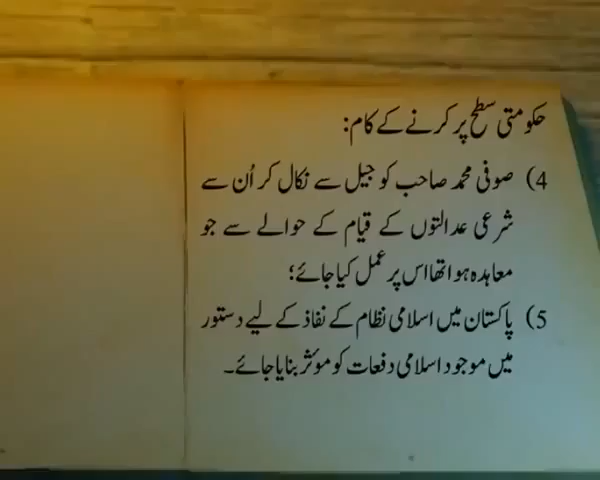 حکومتی سطح پر کرنے کے کام:
4) صوفی محمد صاحب کو جیل سے نکال کر اُن سے
شرعی عدالتوں کے قیام کے حوالے سے جو
معاہدہ ہوا تھا اس پر عمل کیا جائے؛
5) پاکستان میں اسلامی نظام کے نفاذ کے لیے دستور
میں موجود اسلامی دفعات کو موثر بنایا جائے۔